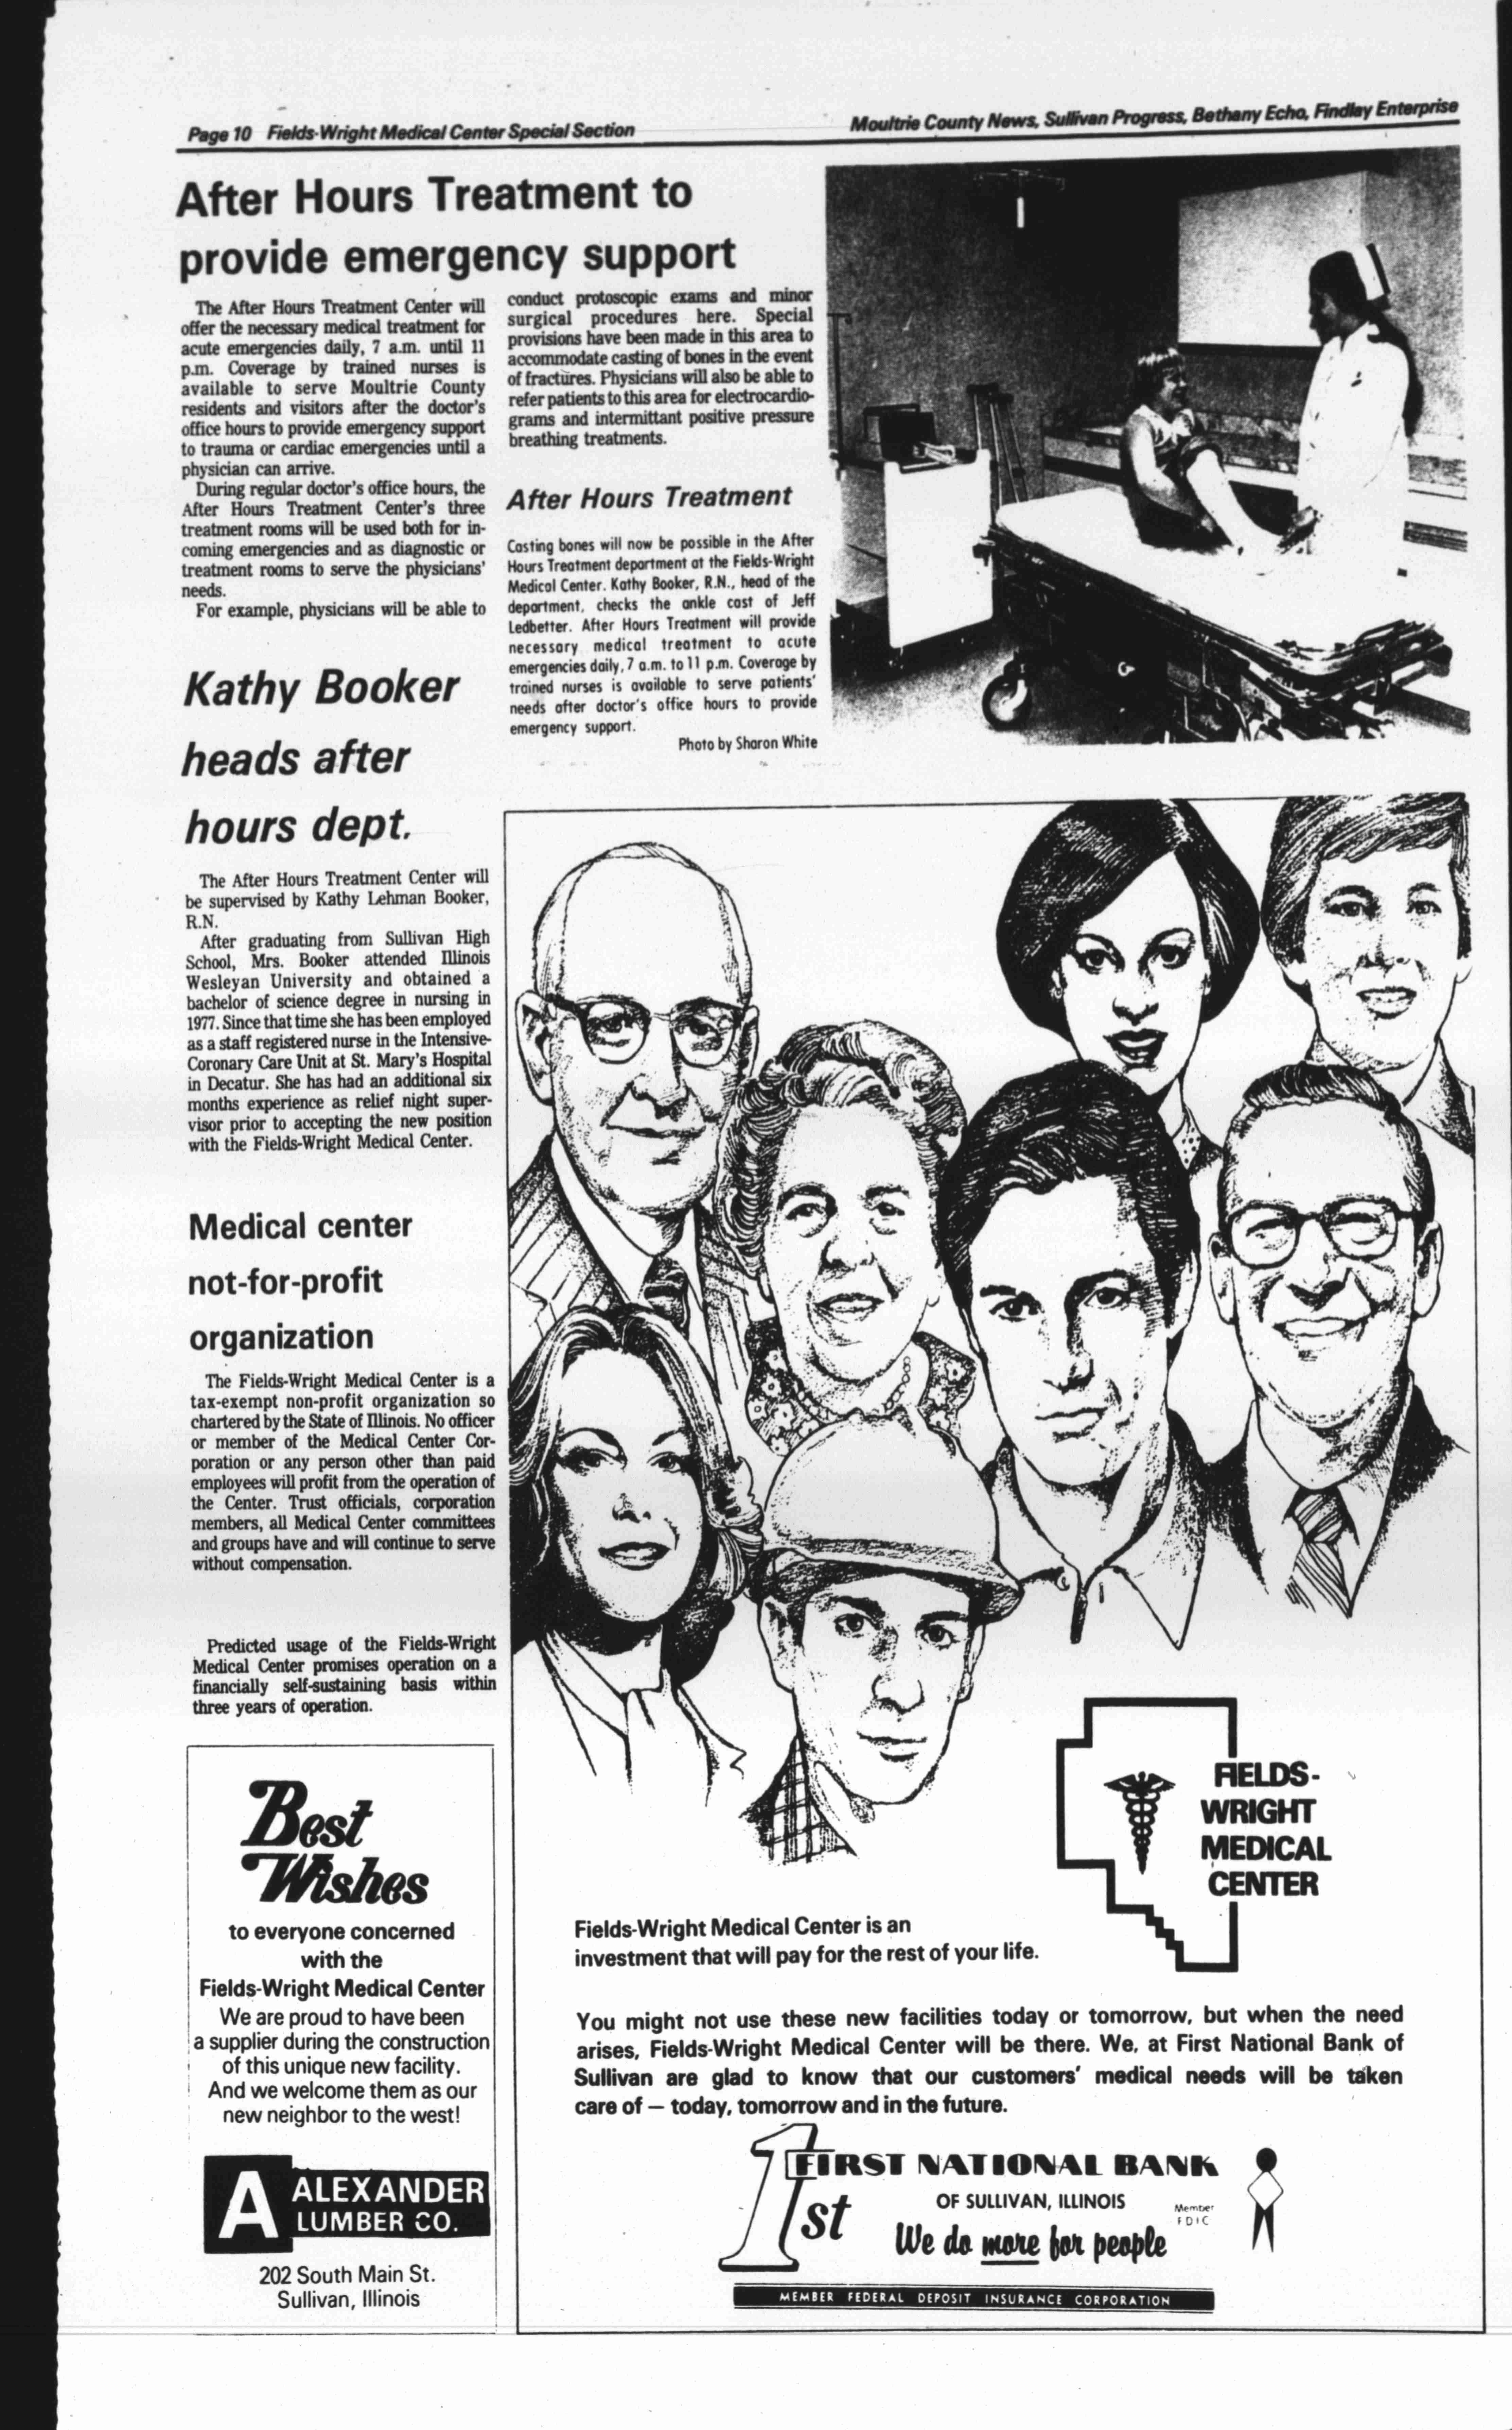 Page 10 Fields-Wright Medical Center Special Section
Moultrie County News, Sullivan Progress, Bethany Echo, Findlay Enterprise
After Hours Treatment to
provide emergency support
The After Hours Treatment Center will
offer the necessary medical treatment for
acute emergencies daily, 7 a.m. until 11
p.m. Coverage by trained nurses is
available to serve Moultrie County
residents and visitors after the doctor's
office hours to provide emergency support
to trauma or cardiac emergencies until a
physician can arrive.
During regular doctor's office hours, the
After Hours Treatment Center's three
treatment rooms will be used both for in-
coming emergencies and as diagnostic or
treatment rooms to serve the physicians'
needs.
For example, physicians will be able to
conduct protoscopic exams and minor
surgical procedures here. Special
provisions have been made in this area to
accommodate casting of bones in the event
of fractures. Physicians will also be able to
refer patients to this area for electrocardio-
grams and intermittant positive pressure
breathing treatments.
After Hours Treatment
Casting bones will now be possible in the After
Hours Treatment department at the Fields-Wright
Medical Center. Kathy Booker, R.N., head of the
department, checks the ankle cast of Jeff
Ledbetter. After Hours Treatment will provide
necessary medical treatment to acute
emergencies daily, 7 a.m. to 11 p.m. Coverage by
trained nurses is available to serve patients'
needs after doctor's office hours to provide
emergency support.
Photo by Sharon White
Kathy Booker
heads after
hours dept.
The After Hours Treatment Center will
be supervised by Kathy Lehman Booker,
R.N.
After graduating from Sullivan High
School, Mrs. Booker attended Illinois
Wesleyan University and obtained a
bachelor of science degree in nursing in
1977. Since that time she has been employed
as a staff registered nurse in the Intensive-
Coronary Care Unit at St. Mary's Hospital
in Decatur. She has had an additional six
months experience as relief night super-
visor prior to accepting the new position
with the Fields-Wright Medical Center.
Medical center
not-for-profit
organization
The Fields-Wright Medical Center is a
tax-exempt non-profit organization so
chartered by the State of Illinois. No officer
or member of the Medical Center Cor-
poration or any person other than paid
employees will profit from the operation of
the Center. Trust officials, corporation
members, all Medical Center committees
and groups have and will continue to serve
without compensation.
Predicted usage of the Fields-Wright
Medical Center promises operation on a
financially self-sustaining basis within
three years of operation.
Best
Wishes
to everyone concerned
with the
Fields-Wright Medical Center
We are proud to have been
a supplier during the construction
of this unique new facility.
And we welcome them as our
new neighbor to the west!
A ALEXANDER
LUMBER CO.
202 South Main St.
Sullivan, Illinois
FIELDS-
WRIGHT
MEDICAL
CENTER
Fields-Wright Medical Center is an
investment that will pay for the rest of your life.
You might not use these new facilities today or tomorrow, but when the need
arises, Fields-Wright Medical Center will be there. We, at First National Bank of
Sullivan are glad to know that our customers' medical needs will be taken
care of — today, tomorrow and in the future.
1st
FIRST NATIONAL BANK
OF SULLIVAN, ILLINOIS
Member
FDIC
We do more for people
MEMBER FEDERAL DEPOSIT INSURANCE CORPORATION